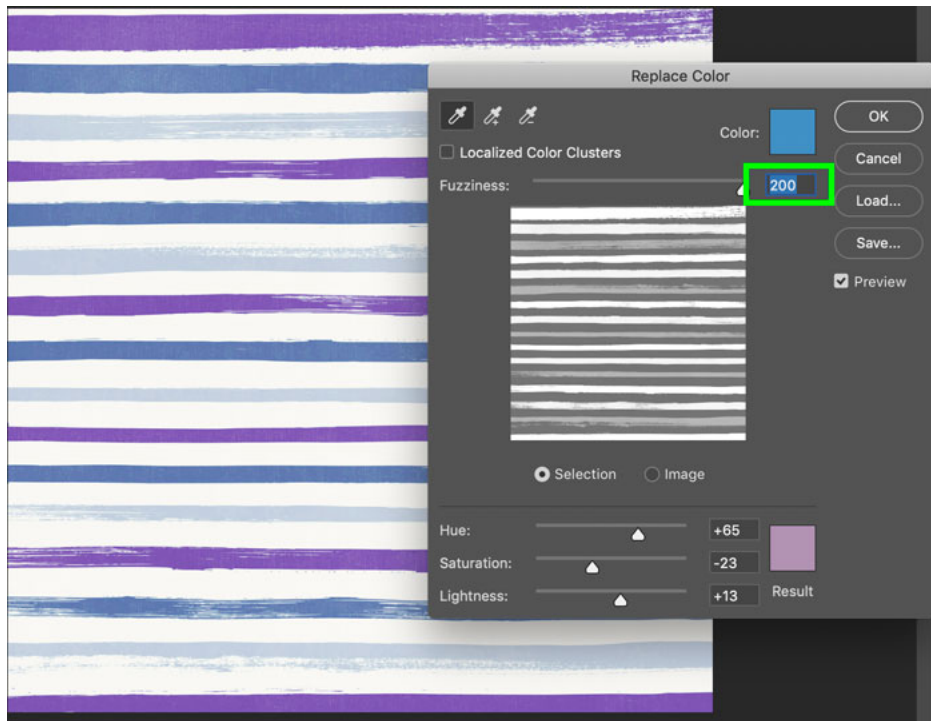 Replace Color
Color:
OK
Localized Color Clusters
Cancel
Fuzziness:
200
Load...
Save...
Preview
Selection
Image
Hue:
+65
Saturation:
-23
Lightness:
+13
Result